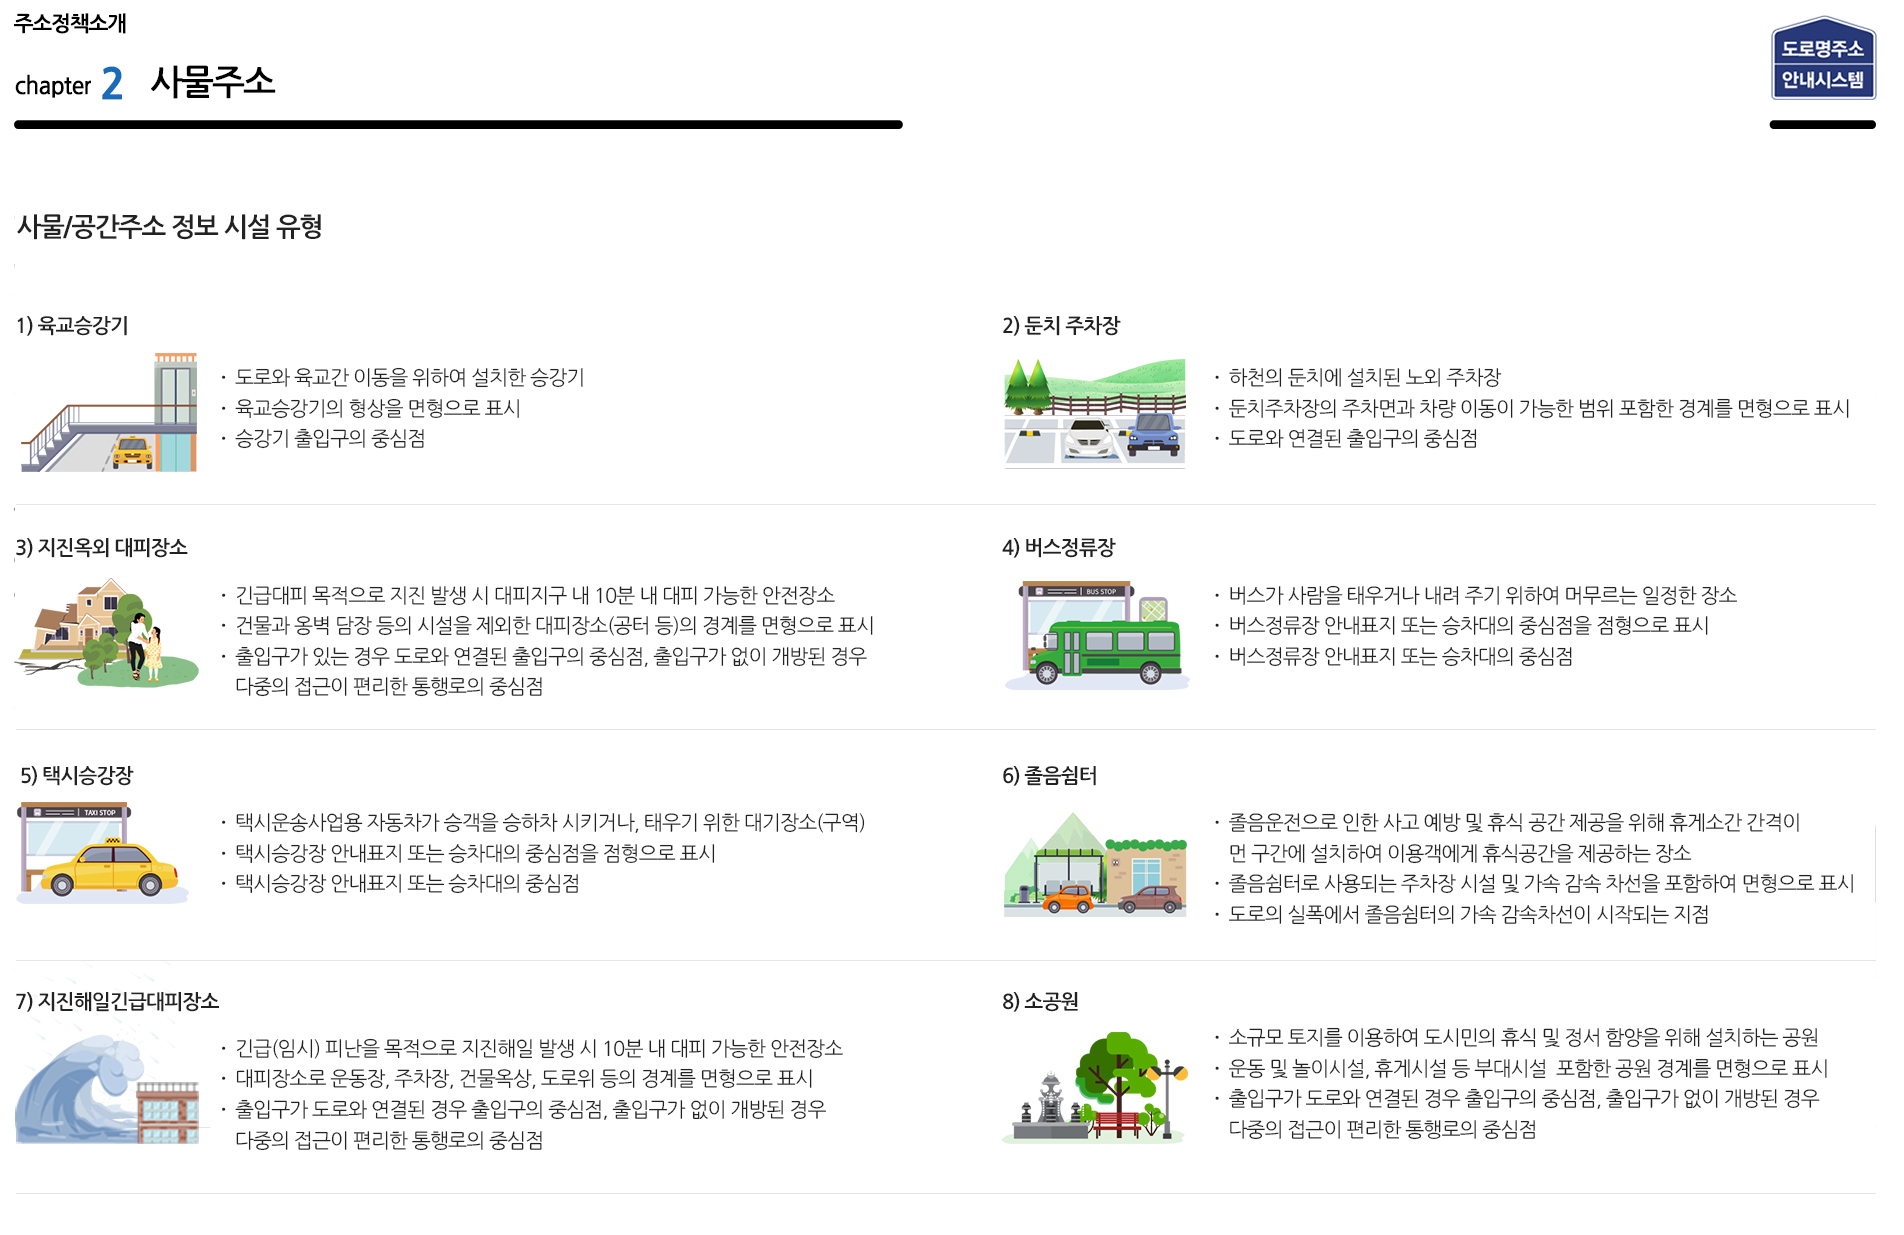 주소정책소개
chapter 2 사물주소
도로명주소
안내시스템
사물/공간주소 정보 시설 유형
1) 육교승강기
· 도로와 육교간 이동을 위하여 설치한 승강기
· 육교승강기의 형상을 면형으로 표시
· 승강기 출입구의 중심점
2) 둔치 주차장
· 하천의 둔치에 설치된 노외 주차장
· 둔치주차장의 주차면과 차량 이동이 가능한 범위 포함한 경계를 면형으로 표시
· 도로와 연결된 출입구의 중심점
3) 지진옥외 대피장소
· 긴급대피 목적으로 지진 발생 시 대피지구 내 10분 내 대피 가능한 안전장소
· 건물과 옹벽 담장 등의 시설을 제외한 대피장소(공터 등)의 경계를 면형으로 표시
· 출입구가 있는 경우 도로와 연결된 출입구의 중심점, 출입구가 없이 개방된 경우
다중의 접근이 편리한 통행로의 중심점
4) 버스정류장
BUS STOP
· 버스가 사람을 태우거나 내려 주기 위하여 머무르는 일정한 장소
· 버스정류장 안내표지 또는 승차대의 중심점을 점형으로 표시
· 버스정류장 안내표지 또는 승차대의 중심점
5) 택시승강장
TAXI STOP
· 택시운송사업용 자동차가 승객을 승하차 시키거나, 태우기 위한 대기장소(구역)
· 택시승강장 안내표지 또는 승차대의 중심점을 점형으로 표시
· 택시승강장 안내표지 또는 승차대의 중심점
6) 졸음쉼터
· 졸음운전으로 인한 사고 예방 및 휴식 공간 제공을 위해 휴게소간 간격이
먼 구간에 설치하여 이용객에게 휴식공간을 제공하는 장소
· 졸음쉼터로 사용되는 주차장 시설 및 가속 감속 차선을 포함하여 면형으로 표시
· 도로의 실폭에서 졸음쉼터의 가속 감속차선이 시작되는 지점
7) 지진해일긴급대피장소
· 긴급(임시) 피난을 목적으로 지진해일 발생 시 10분 내 대피 가능한 안전장소
· 대피장소로 운동장, 주차장, 건물옥상, 도로위 등의 경계를 면형으로 표시
· 출입구가 도로와 연결된 경우 출입구의 중심점, 출입구가 없이 개방된 경우
다중의 접근이 편리한 통행로의 중심점
8) 소공원
· 소규모 토지를 이용하여 도시민의 휴식 및 정서 함양을 위해 설치하는 공원
· 운동 및 놀이시설, 휴게시설 등 부대시설 포함한 공원 경계를 면형으로 표시
· 출입구가 도로와 연결된 경우 출입구의 중심점, 출입구가 없이 개방된 경우
다중의 접근이 편리한 통행로의 중심점